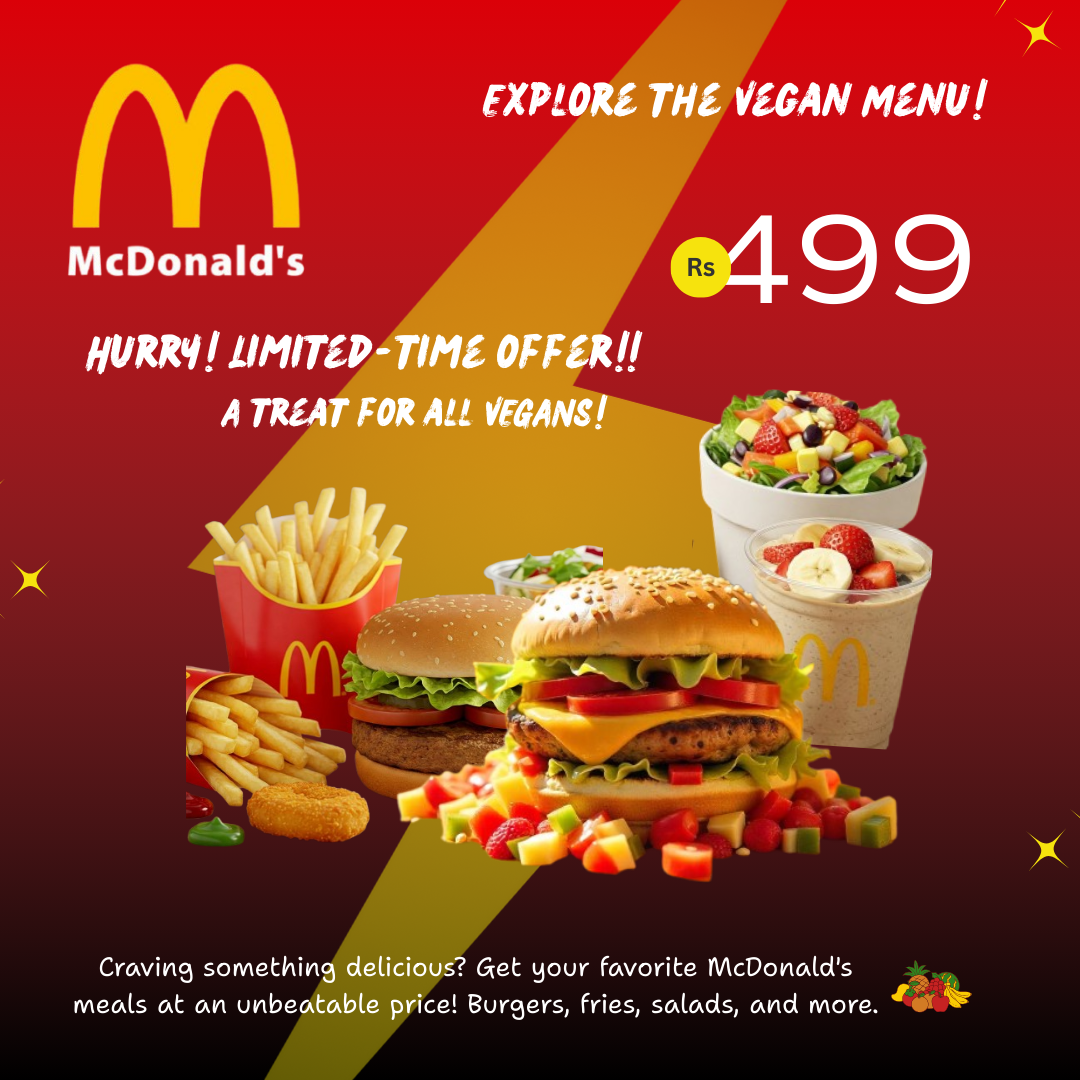 EXPLORE THE VEGAN MENU!
McDonald's
Rs 499
HURRY! LIMITED-TIME OFFER!!
A TREAT FOR ALL VEGANS!
Craving something delicious? Get your favorite McDonald's
meals at an unbeatable price! Burgers, fries, salads, and more.